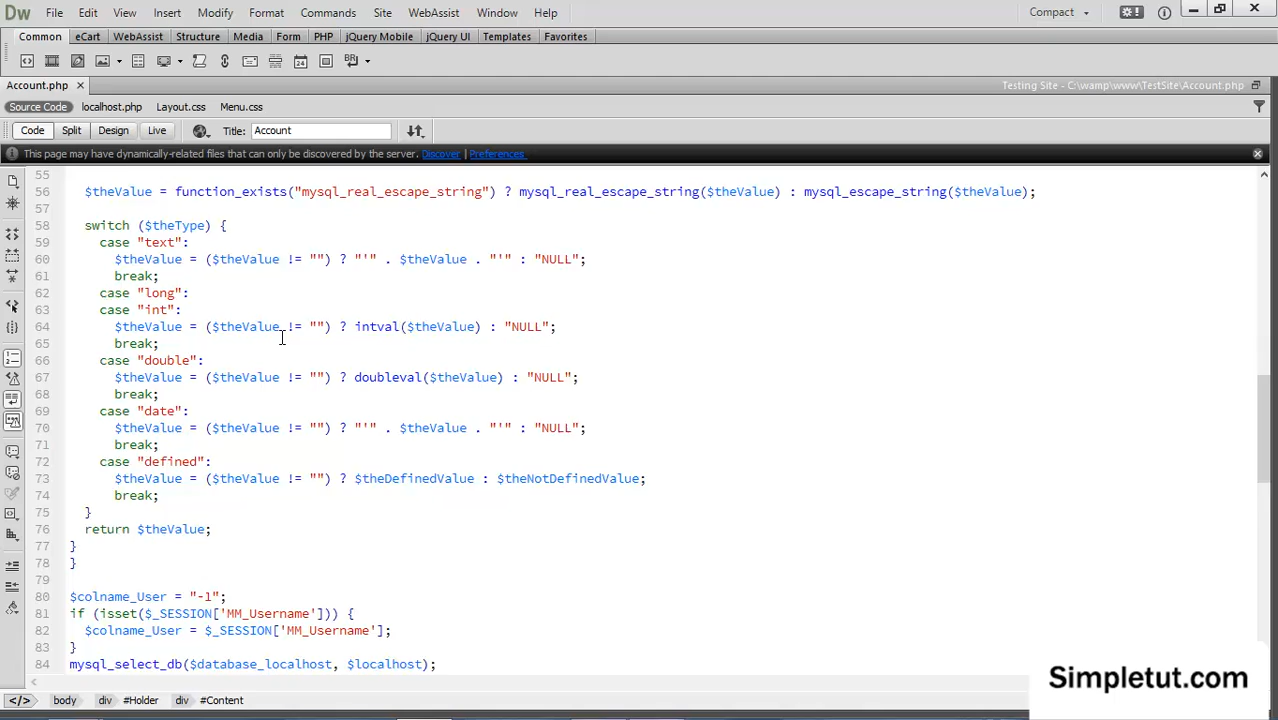 Dw File Edit View Insert Modify Format Commands Site WebAssist Window Help Compact
Common eCart WebAssist Structure Media Form PHP jQuery Mobile jQuery UI Templates Favorites
Account.php Testing Site - C:\wamp\www\TestSite\Account.php
Source Code localhost.php Layout.css Menu.css
Code Split Design Live Title: Account
This page may have dynamically-related files that can only be discovered by the server. Discover | Preferences
55
56 $theValue = function_exists("mysql_real_escape_string") ? mysql_real_escape_string($theValue) : mysql_escape_string($theValue);
57
58 switch ($theType) {
59 case "text":
60 $theValue = ($theValue != "") ? "'" . $theValue . "'" : "NULL";
61 break;
62 case "long":
63 case "int":
64 $theValue = ($theValue != "") ? intval($theValue) : "NULL";
65 break;
66 case "double":
67 $theValue = ($theValue != "") ? doubleval($theValue) : "NULL";
68 break;
69 case "date":
70 $theValue = ($theValue != "") ? "'" . $theValue . "'" : "NULL";
71 break;
72 case "defined":
73 $theValue = ($theValue != "") ? $theDefinedValue : $theNotDefinedValue;
74 break;
75 }
76 return $theValue;
77 }
78 }
79
80 $colname_User = "-1";
81 if (isset($_SESSION['MM_Username'])) {
82 $colname_User = $_SESSION['MM_Username'];
83 }
84 mysql_select_db($database_localhost, $localhost);
Simpletut.com
</> body div #Holder div #Content